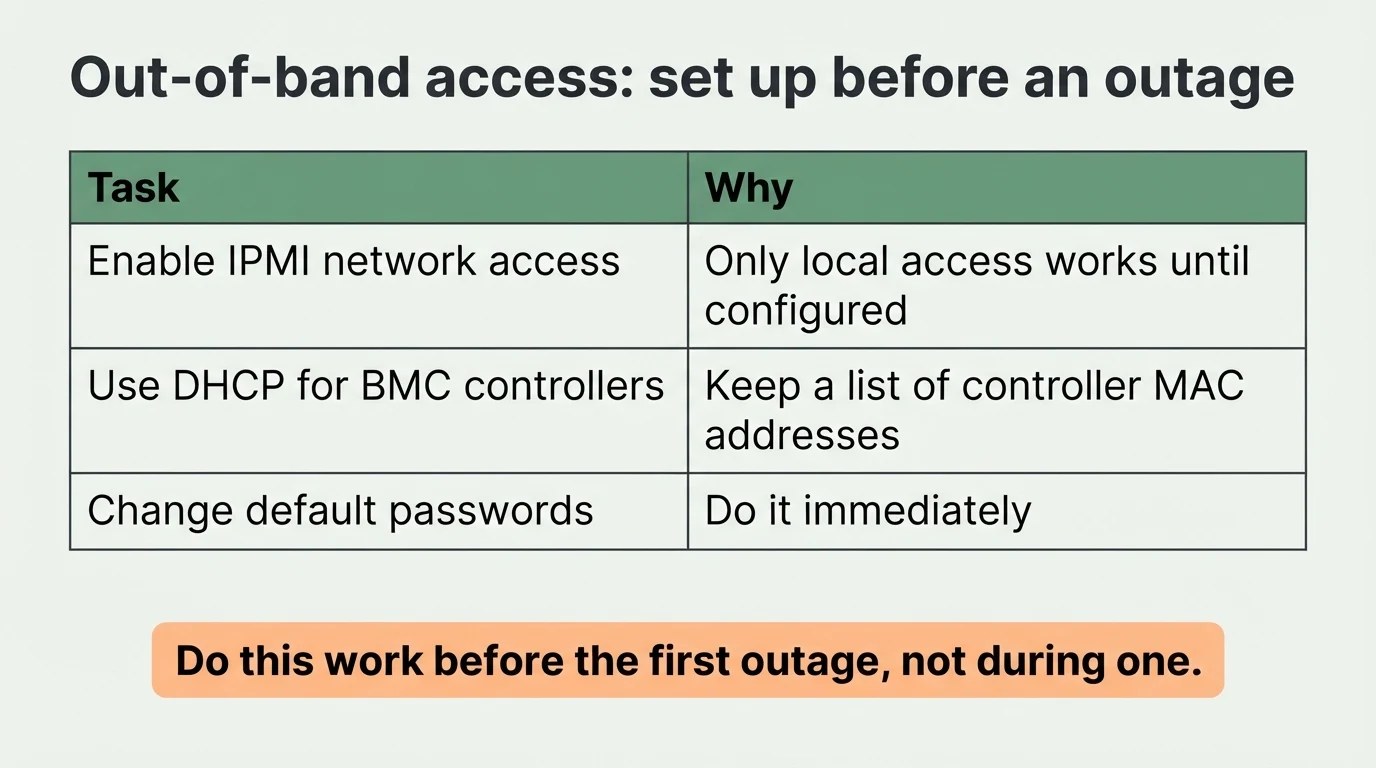 Out-of-band access: set up before an outage
Task
Why
Enable IPMI network access
Only local access works until
configured
Use DHCP for BMC controllers
Keep a list of controller MAC
addresses
Change default passwords
Do it immediately
Do this work before the first outage, not during one.